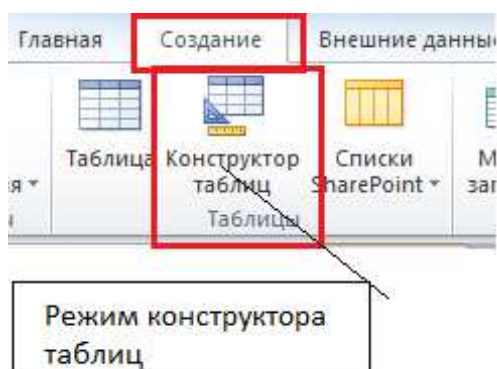 Главная Создание Внешние данны
Таблица Конструктор таблиц Списки SharePoint
Таблицы
Режим конструктора
таблиц